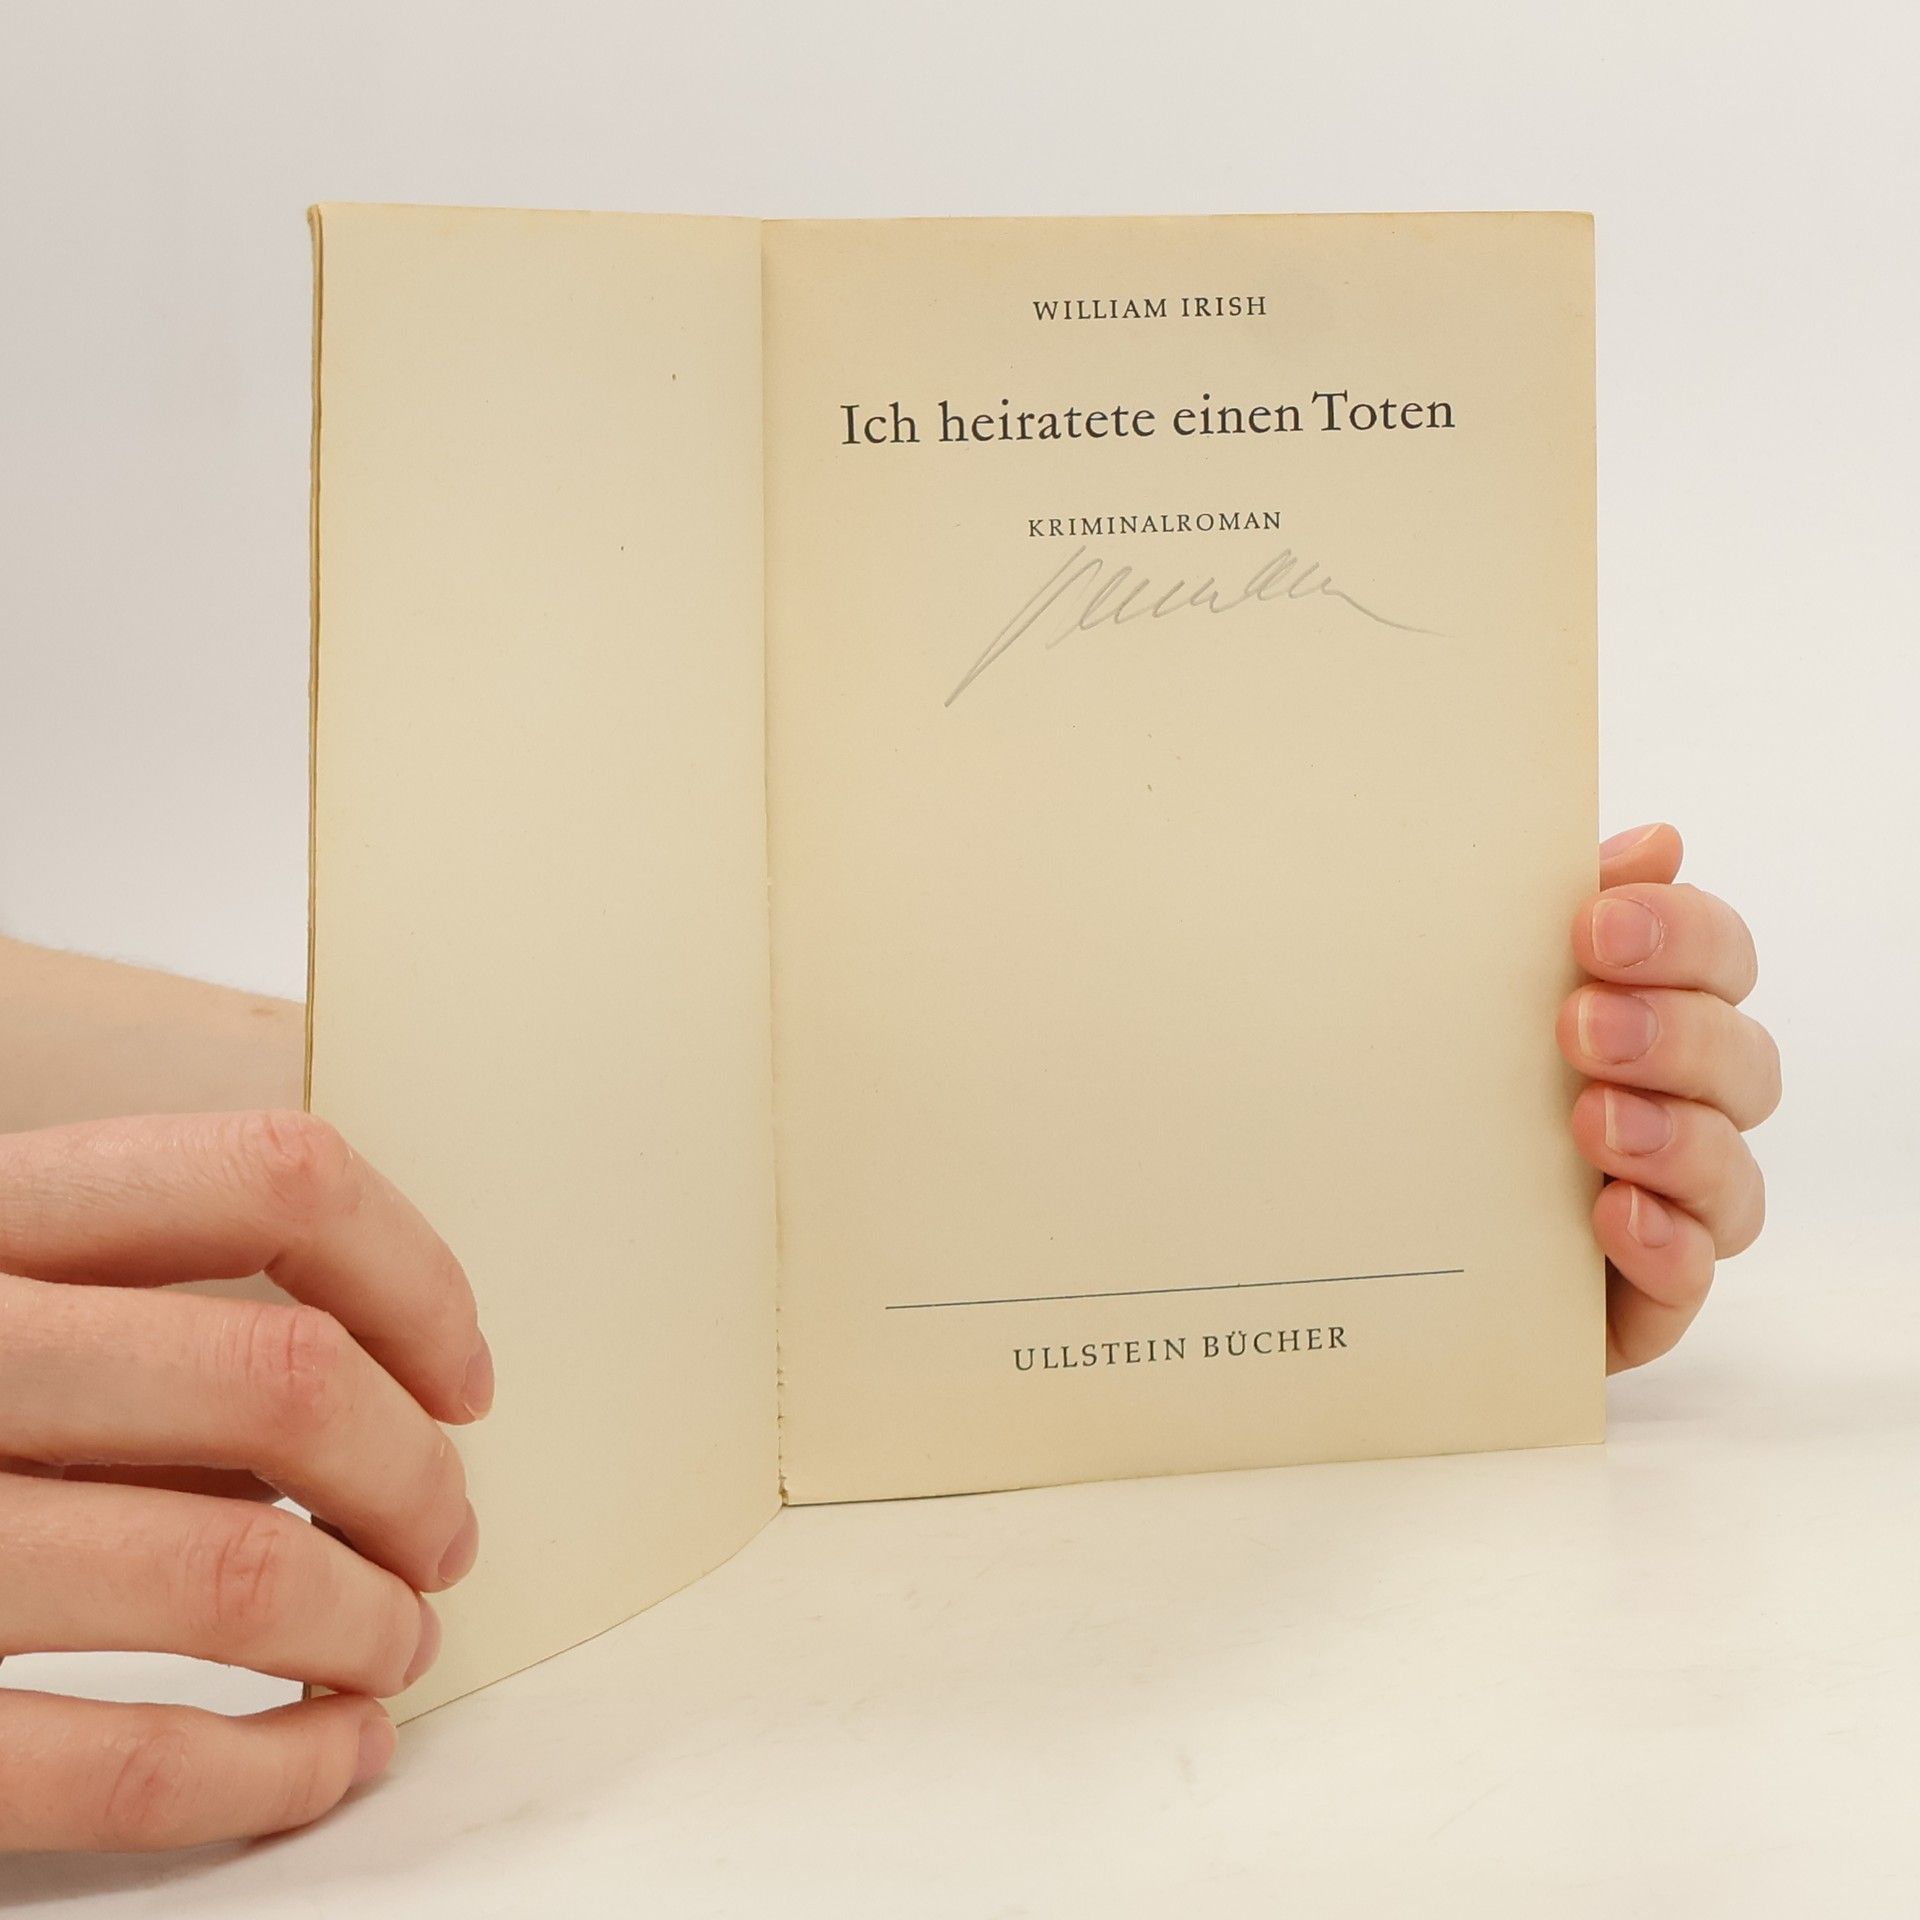 WILLIAM IRISH
Ich heiratete einen Toten
KRIMINALROMAN
ULLSTEIN BÜCHER